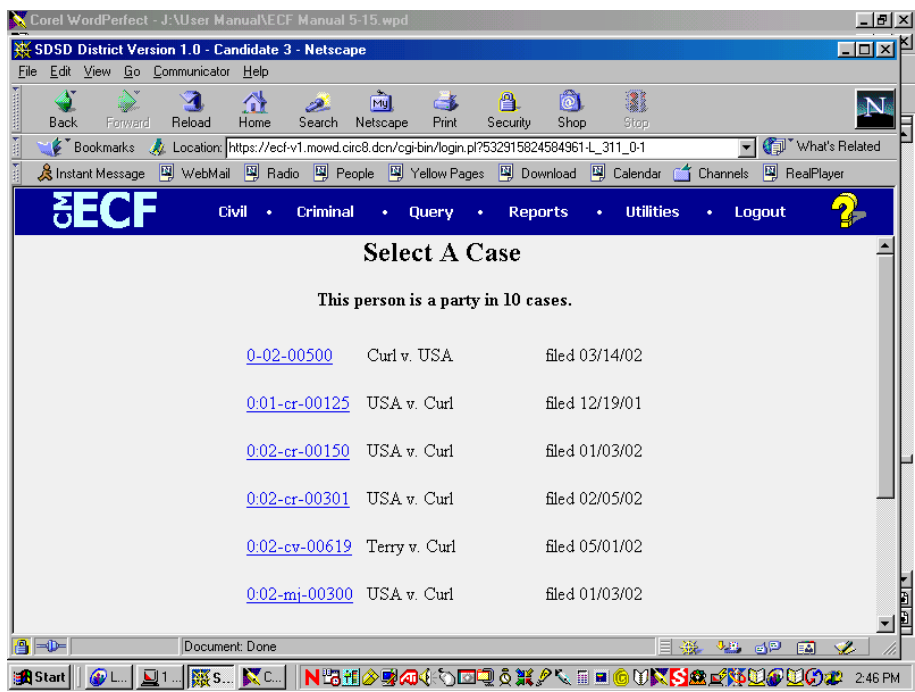 Corel WordPerfect - J:\User Manual\ECF Manual 5-15.wpd
SDSD District Version 1.0 - Candidate 3 - Netscape
File Edit View Go Communicator Help
Back Forward Reload Home Search Netscape Print Security Shop Stop
Bookmarks Location: https://ecf-v1.mowd.circ8.dcn/cgi-bin/login.pl?532915824584961-L_311_0-1 What's Related
Instant Message WebMail Radio People Yellow Pages Download Calendar Channels RealPlayer
CM ECF Civil • Criminal • Query • Reports • Utilities • Logout ?
Select A Case
This person is a party in 10 cases.
0-02-00500 Curl v. USA filed 03/14/02
0:01-cr-00125 USA v. Curl filed 12/19/01
0:02-cr-00150 USA v. Curl filed 01/03/02
0:02-cr-00301 USA v. Curl filed 02/05/02
0:02-cv-00619 Terry v. Curl filed 05/01/02
0:02-mj-00300 USA v. Curl filed 01/03/02
Document: Done
Start L... 1... S... C... 2:46 PM